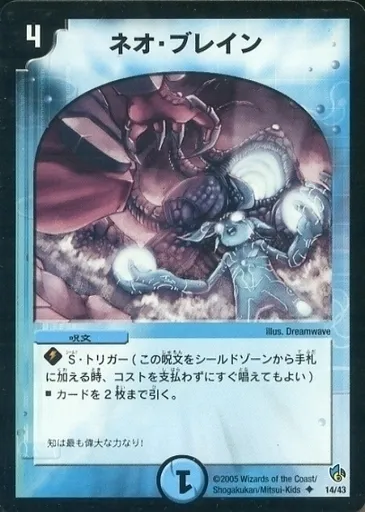 4
ネオ・ブレイン
illus. Dreamwave
呪文
S・トリガー(この呪文をシールドゾーンから手札
に加える時、コストを支払わずにすぐ唱えてもよい)
■ カードを2枚まで引く。
知は最も偉大な力なり!
1
©2005 Wizards of the Coast/
Shogakukan/Mitsui-Kids
14/43